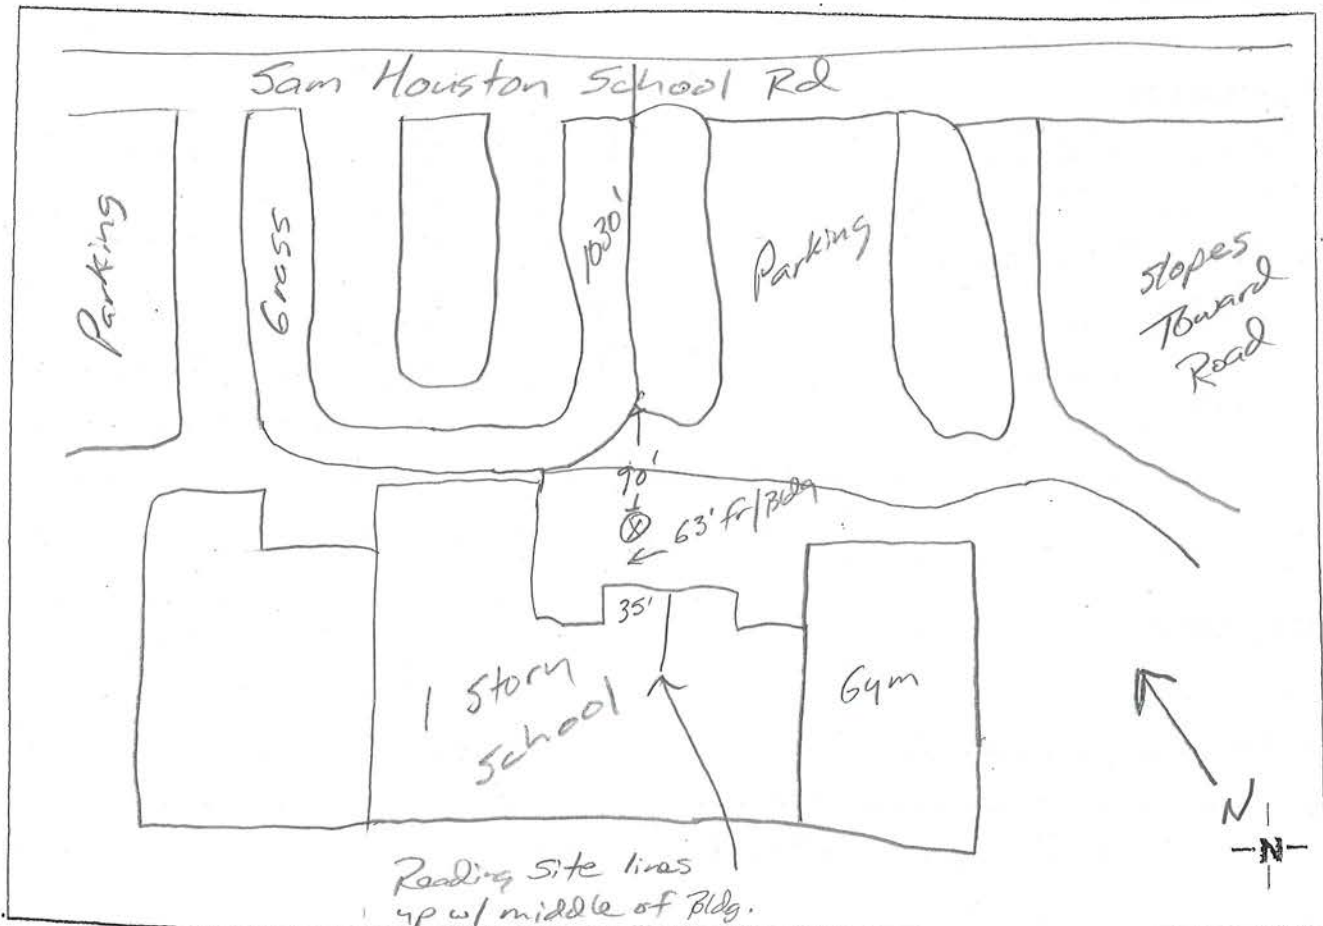 Sam Houston School Rd
Parking
Grass
1030'
Parking
Slopes
Toward
Road
90'
X
63' fr/Bldg
35'
1 Story
School
Gym
N
N
Reading Site lines
up w/ middle of Bldg.